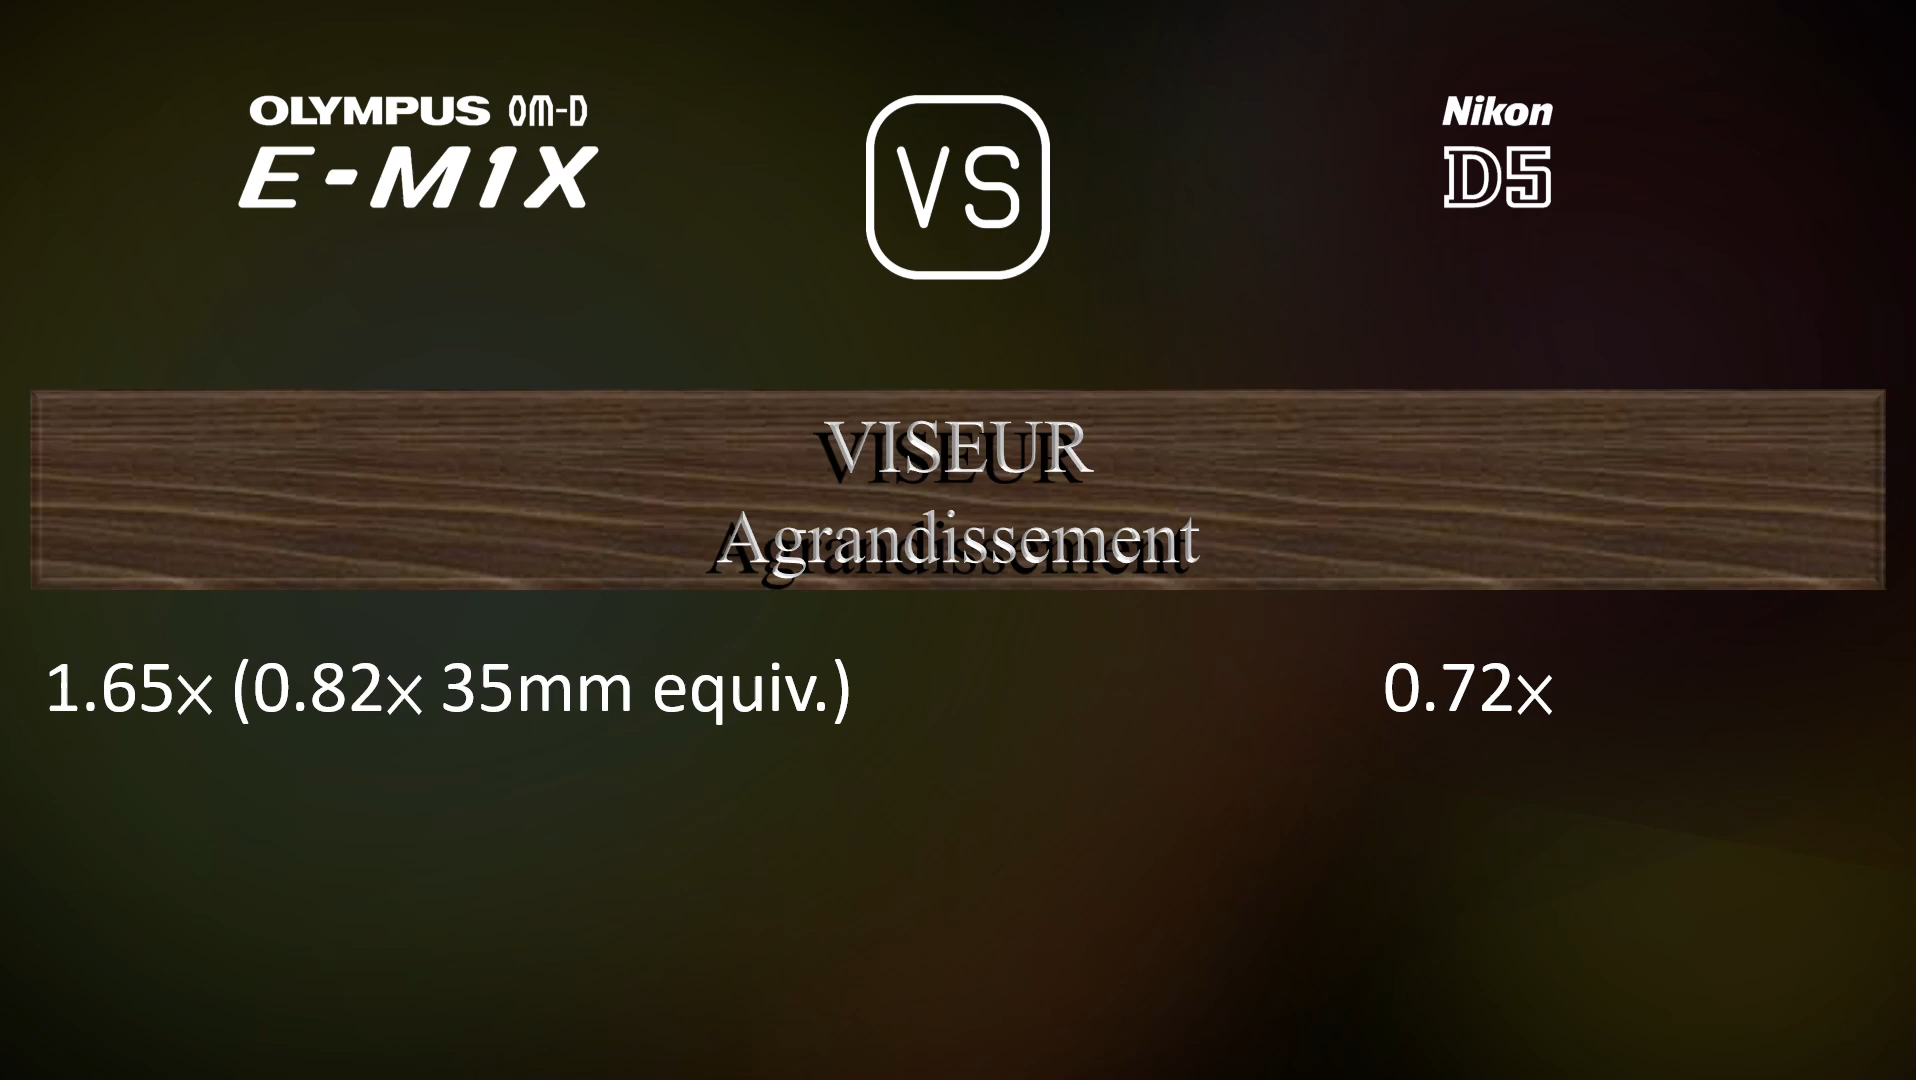 OLYMPUS OM-D
E-M1X
VS
Nikon
D5
VISEUR
Agrandissement
1.65x (0.82x 35mm equiv.)
0.72x